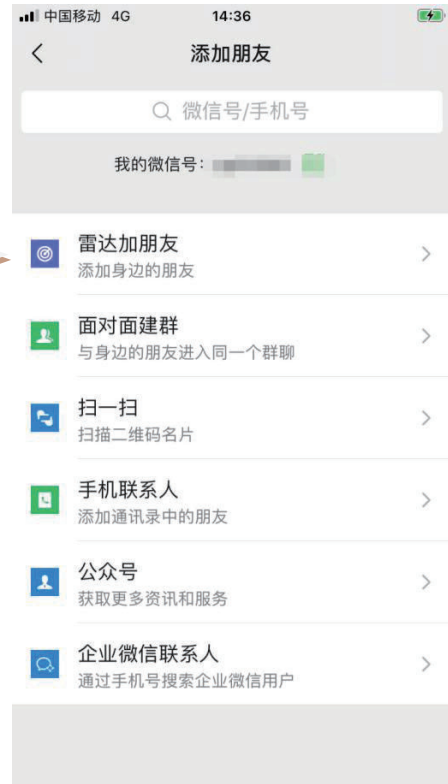 中国移动 4G 14:36
添加朋友
微信号/手机号
我的微信号:
雷达加朋友
添加身边的朋友
面对面建群
与身边的朋友进入同一个群聊
扫一扫
扫描二维码名片
手机联系人
添加通讯录中的朋友
公众号
获取更多资讯和服务
企业微信联系人
通过手机号搜索企业微信用户